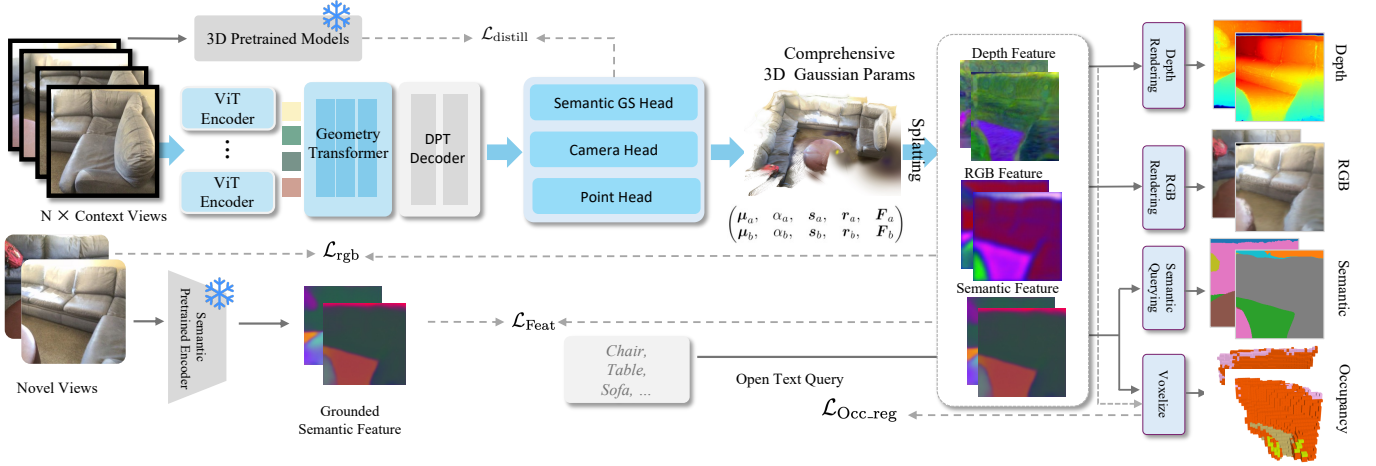 3D Pretrained Models
ℒdistill
Comprehensive
3D Gaussian Params
Depth Feature
Depth
Rendering
Depth
ViT
Encoder
⋮
ViT
Encoder
Geometry
Transformer
DPT
Decoder
Semantic GS Head
Camera Head
Point Head
Splatting
RGB Feature
RGB
Rendering
RGB
N × Context Views
(μa, αa, sa, ra, Fa)
(μb, αb, sb, rb, Fb)
ℒrgb
Semantic
Pretrained Encoder
Semantic Feature
Semantic
Querying
Semantic
ℒFeat
Chair,
Table,
Sofa, ...
Open Text Query
Novel Views
Grounded
Semantic Feature
ℒOcc_reg
Voxelize
Occupancy